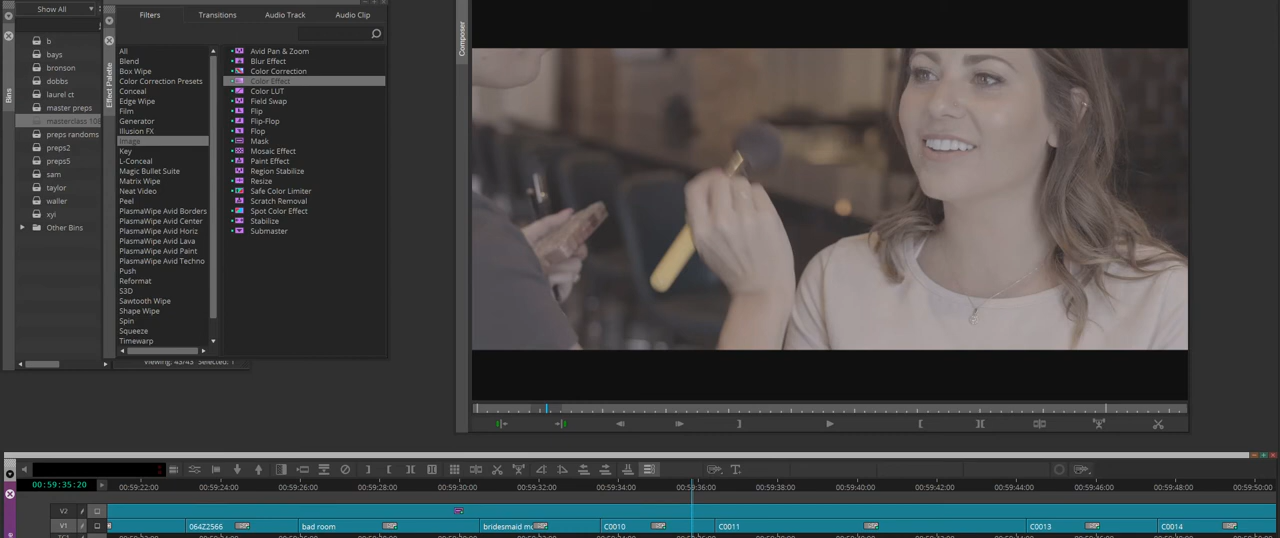 Show All
Filters
Transitions
Audio Track
Audio Clip
Bins
b
bays
bronson
dobbs
laurel ct
master preps
masterclass 108
preps randoms
preps2
preps5
sam
taylor
waller
xyi
Other Bins
Effect Palette
All
Blend
Box Wipe
Color Correction Presets
Conceal
Edge Wipe
Film
Generator
Illusion FX
Image
Key
L-Conceal
Magic Bullet Suite
Matrix Wipe
Neat Video
Peel
PlasmaWipe Avid Borders
PlasmaWipe Avid Center
PlasmaWipe Avid Horiz
PlasmaWipe Avid Lava
PlasmaWipe Avid Paint
PlasmaWipe Avid Techno
Push
Reformat
S3D
Sawtooth Wipe
Shape Wipe
Spin
Squeeze
Timewarp
Avid Pan & Zoom
Blur Effect
Color Correction
Color Effect
Color LUT
Field Swap
Flip
Flip-Flop
Flop
Mask
Mosaic Effect
Paint Effect
Region Stabilize
Resize
Safe Color Limiter
Scratch Removal
Spot Color Effect
Stabilize
Submaster
Viewing: 43/43 Selected: 1
Composer
00:59:35:20
00:59:22:00 00:59:24:00 00:59:26:00 00:59:28:00 00:59:30:00 00:59:32:00 00:59:34:00 00:59:36:00 00:59:38:00 00:59:40:00 00:59:42:00 00:59:44:00 00:59:46:00 00:59:48:00 00:59:50:00
V2
V1 064Z2566 bad room bridesmaid C0010 C0011 C0013 C0014